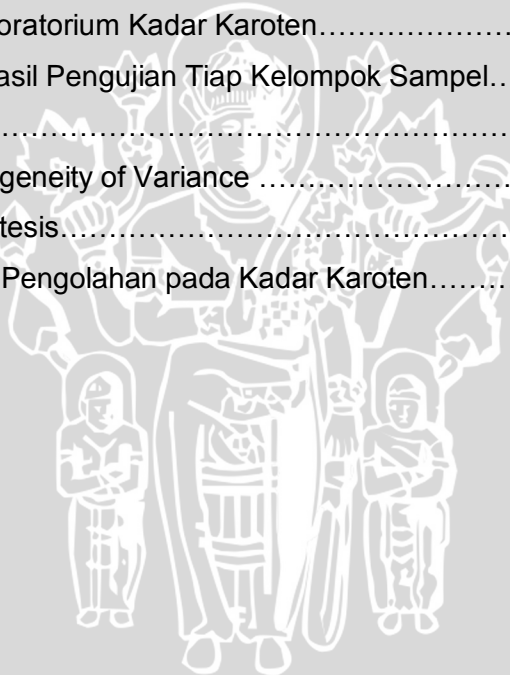 oratorium Kadar Karoten………………….
asil Pengujian Tiap Kelompok Sampel…
…………………………………………………
geneity of Variance …………………………
tesis……………………………………………
Pengolahan pada Kadar Karoten………